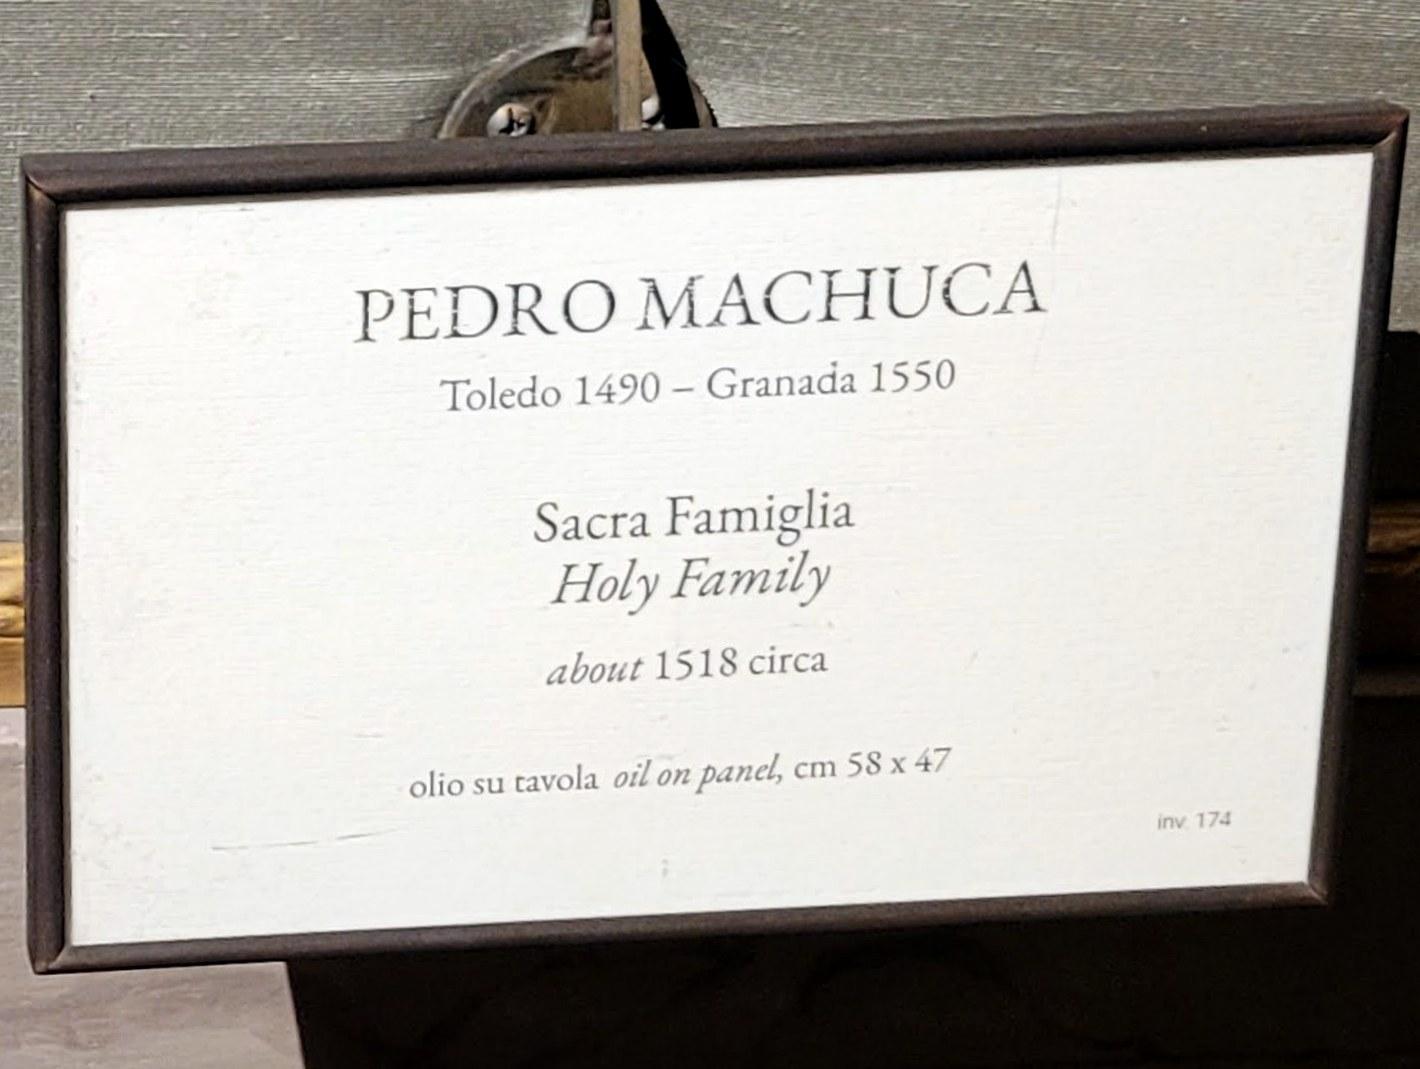 PEDRO MACHUCA
Toledo 1490 – Granada 1550
Sacra Famiglia
Holy Family
about 1518 circa
olio su tavola oil on panel, cm 58 x 47
inv. 174